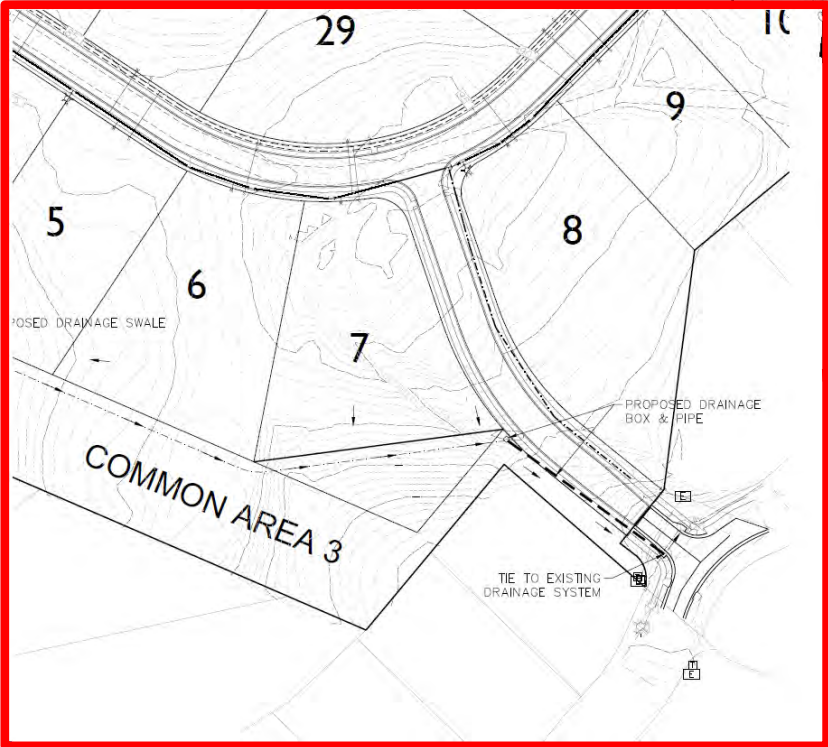 29
10
9
5
8
6
POSED DRAINAGE SWALE
7
PROPOSED DRAINAGE
BOX & PIPE
COMMON AREA 3
E
TIE TO EXISTING
DRAINAGE SYSTEM
T
E